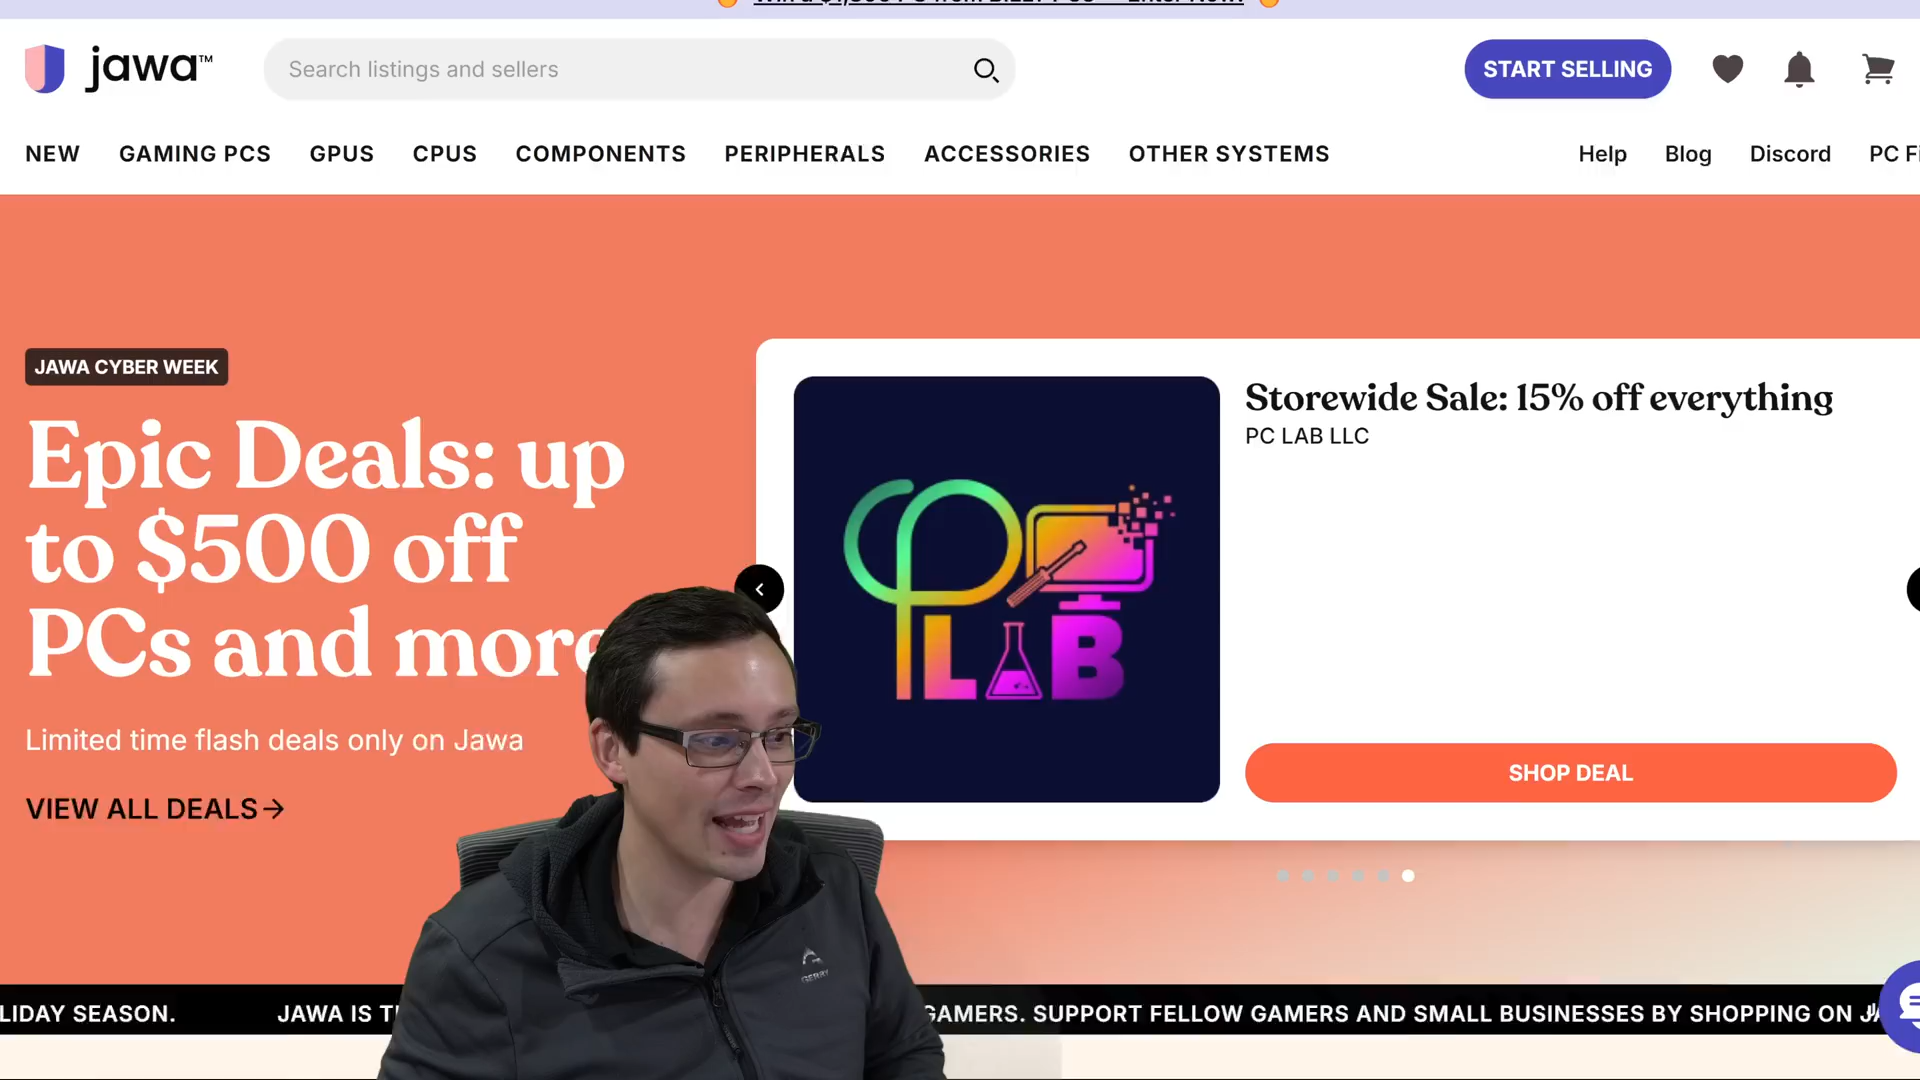 jawa™
Search listings and sellers
START SELLING
NEW GAMING PCS GPUS CPUS COMPONENTS PERIPHERALS ACCESSORIES OTHER SYSTEMS Help Blog Discord PC
JAWA CYBER WEEK
Epic Deals: up
to $500 off
PCs and more
Limited time flash deals only on Jawa
VIEW ALL DEALS→
PC
LAB
Storewide Sale: 15% off everything
PC LAB LLC
SHOP DEAL
GERRY
LIDAY SEASON. JAWA IS GAMERS. SUPPORT FELLOW GAMERS AND SMALL BUSINESSES BY SHOPPING ON